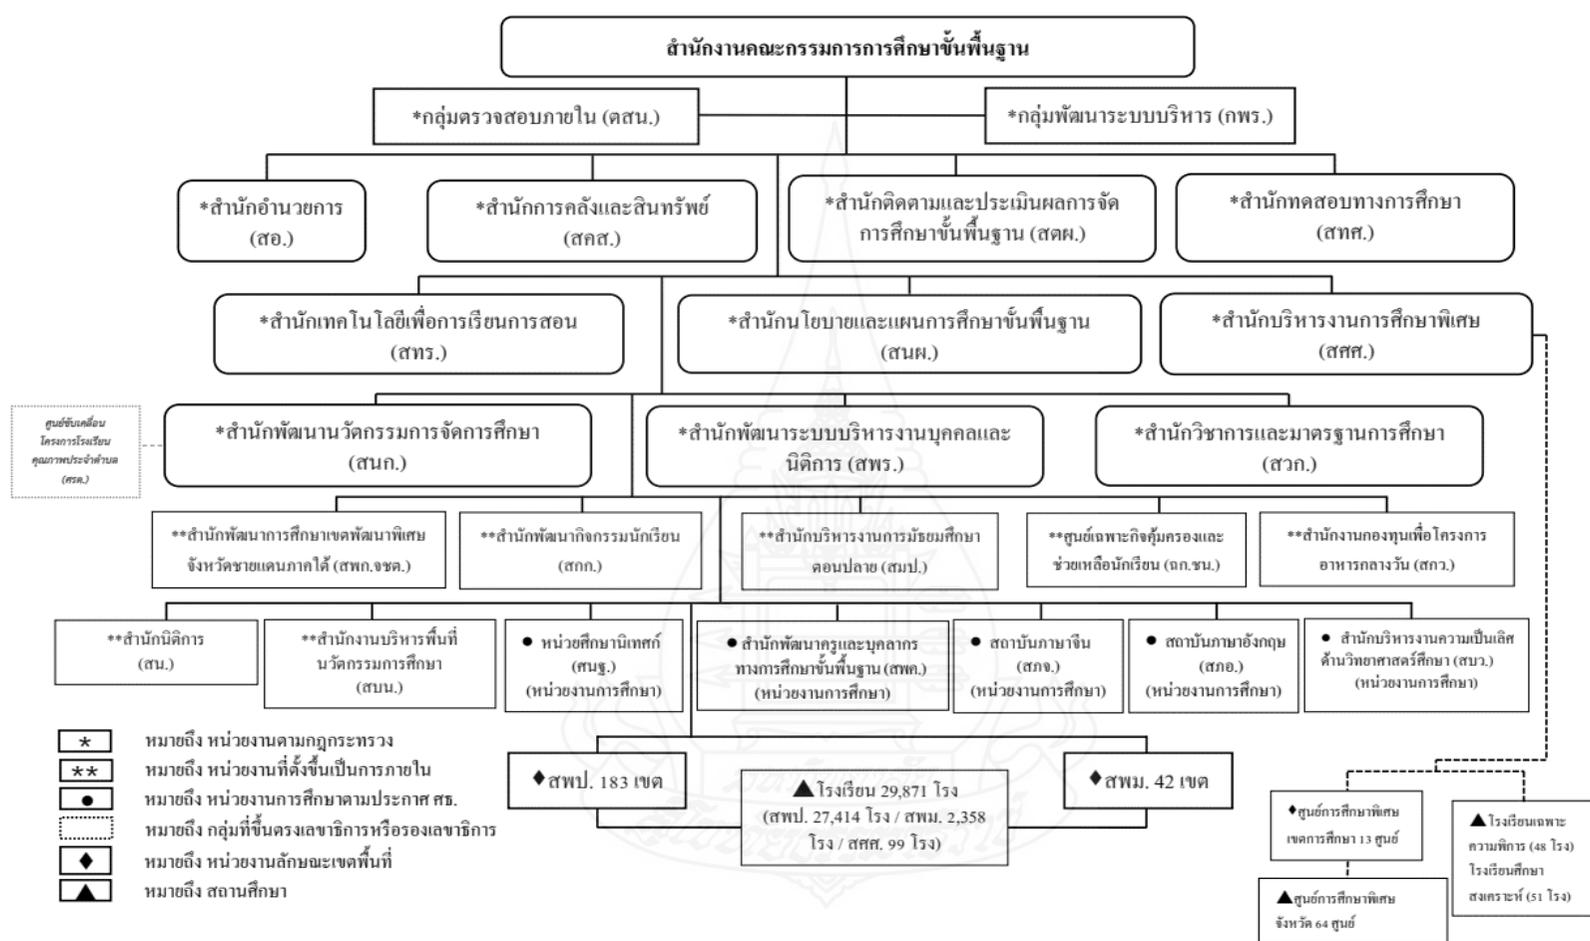 สำนักงานคณะกรรมการการศึกษาขั้นพื้นฐาน
*กลุ่มตรวจสอบภายใน (ตสน.)
*กลุ่มพัฒนาระบบบริหาร (กพร.)
*สำนักอำนวยการ
(สอ.)
*สำนักการคลังและสินทรัพย์
(สคส.)
*สำนักติดตามและประเมินผลการจัด
การศึกษาขั้นพื้นฐาน (สตผ.)
*สำนักทดสอบทางการศึกษา
(สทศ.)
*สำนักเทคโนโลยีเพื่อการเรียนการสอน
(สทร.)
*สำนักนโยบายและแผนการศึกษาขั้นพื้นฐาน
(สนผ.)
*สำนักบริหารงานการศึกษาพิเศษ
(สศศ.)
ศูนย์ขับเคลื่อน
โครงการโรงเรียน
คุณภาพประจำตำบล
(ศรต.)
*สำนักพัฒนานวัตกรรมการจัดการศึกษา
(สนก.)
*สำนักพัฒนาระบบบริหารงานบุคคลและ
นิติการ (สพร.)
*สำนักวิชาการและมาตรฐานการศึกษา
(สวก.)
**สำนักพัฒนาการศึกษาเขตพัฒนาพิเศษ
จังหวัดชายแดนภาคใต้ (สพก.จชต.)
**สำนักพัฒนากิจกรรมนักเรียน
(สกก.)
**สำนักบริหารงานการมัธยมศึกษา
ตอนปลาย (สมป.)
**ศูนย์เฉพาะกิจคุ้มครองและ
ช่วยเหลือนักเรียน (ฉก.ชน.)
**สำนักงานกองทุนเพื่อโครงการ
อาหารกลางวัน (สกว.)
**สำนักนิติการ
(สน.)
**สำนักงานบริหารพื้นที่
นวัตกรรมการศึกษา
(สบน.)
● หน่วยศึกษานิเทศก์
(ศนฐ.)
(หน่วยงานการศึกษา)
● สำนักพัฒนาครูและบุคลากร
ทางการศึกษาขั้นพื้นฐาน (สพค.)
(หน่วยงานการศึกษา)
● สถาบันภาษาจีน
(สภจ.)
(หน่วยงานการศึกษา)
● สถาบันภาษาอังกฤษ
(สภอ.)
(หน่วยงานการศึกษา)
● สำนักบริหารงานความเป็นเลิศ
ด้านวิทยาศาสตร์ศึกษา (สบว.)
(หน่วยงานการศึกษา)
* หมายถึง หน่วยงานตามกฎกระทรวง
** หมายถึง หน่วยงานที่ตั้งขึ้นเป็นการภายใน
● หมายถึง หน่วยงานการศึกษาตามประกาศ ศธ.
หมายถึง กลุ่มที่ขึ้นตรงเลขาธิการหรือรองเลขาธิการ
♦ หมายถึง หน่วยงานลักษณะเขตพื้นที่
▲ หมายถึง สถานศึกษา
♦สพป. 183 เขต
▲โรงเรียน 29,871 โรง
(สพป. 27,414 โรง / สพม. 2,358
โรง / สศศ. 99 โรง)
♦สพม. 42 เขต
♦ศูนย์การศึกษาพิเศษ
เขตการศึกษา 13 ศูนย์
▲ศูนย์การศึกษาพิเศษ
จังหวัด 64 ศูนย์
▲โรงเรียนเฉพาะ
ความพิการ (48 โรง)
โรงเรียนศึกษา
สงเคราะห์ (51 โรง)